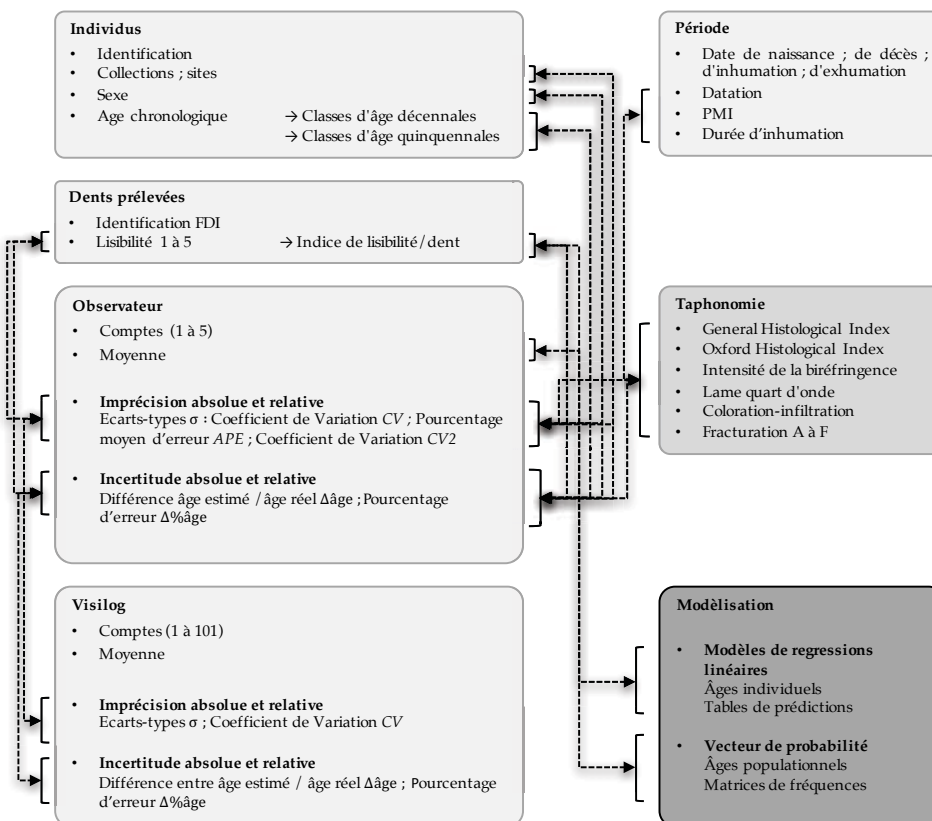 Individus
• Identification
• Collections ; sites
• Sexe
• Age chronologique → Classes d'âge décennales
→ Classes d'âge quinquennales
Période
• Date de naissance ; de décès ;
d'inhumation ; d'exhumation
• Datation
• PMI
• Durée d'inhumation
Dents prélevées
• Identification FDI
• Lisibilité 1 à 5 → Indice de lisibilité/dent
Observateur
• Comptes (1 à 5)
• Moyenne
• Imprécision absolue et relative
Ecarts-types σ : Coefficient de Variation CV ; Pourcentage
moyen d'erreur APE ; Coefficient de Variation CV2
• Incertitude absolue et relative
Différence âge estimé / âge réel Δâge ; Pourcentage
d'erreur Δ%âge
Taphonomie
• General Histological Index
• Oxford Histological Index
• Intensité de la biréfringence
• Lame quart d'onde
• Coloration-infiltration
• Fracturation A à F
Visilog
• Comptes (1 à 101)
• Moyenne
• Imprécision absolue et relative
Ecarts-types σ ; Coefficient de Variation CV
• Incertitude absolue et relative
Différence entre âge estimé / âge réel Δâge ; Pourcentage
d'erreur Δ%âge
Modèlisation
• Modèles de regressions
linéaires
Âges individuels
Tables de prédictions
• Vecteur de probabilité
Âges populationnels
Matrices de fréquences